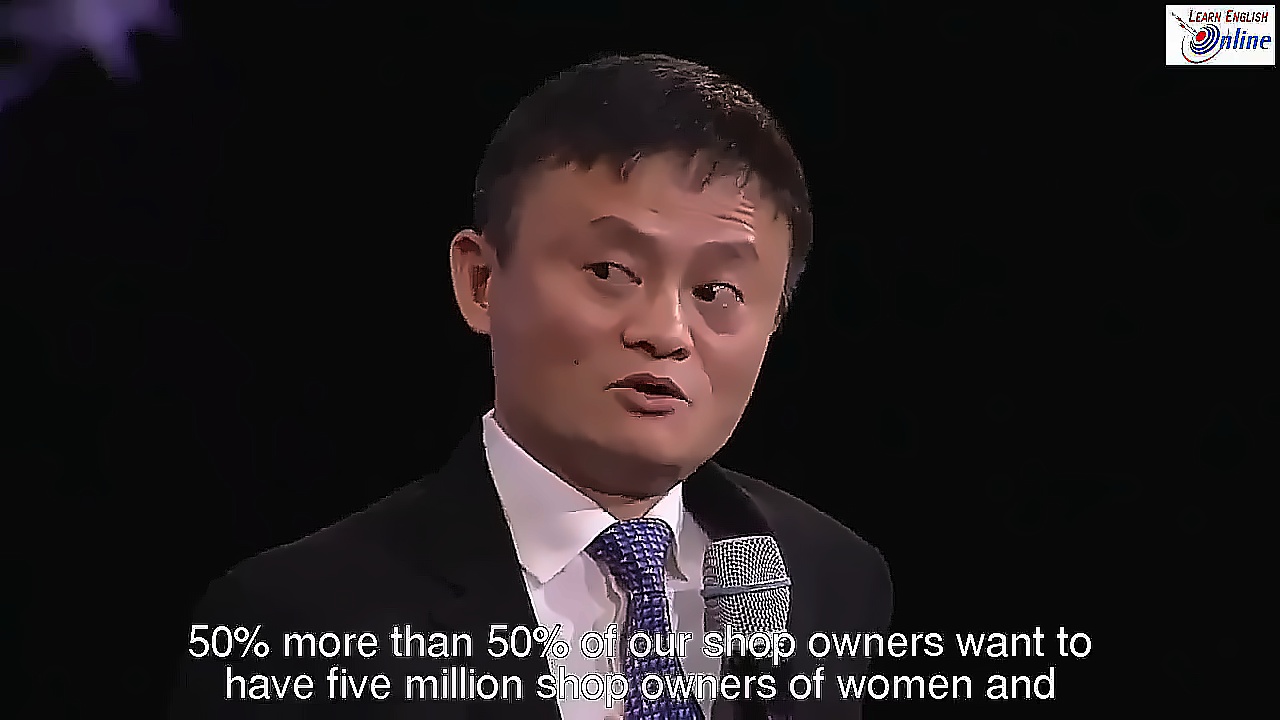 LEARN ENGLISH
Online
50% more than 50% of our shop owners want to
have five million shop owners of women and